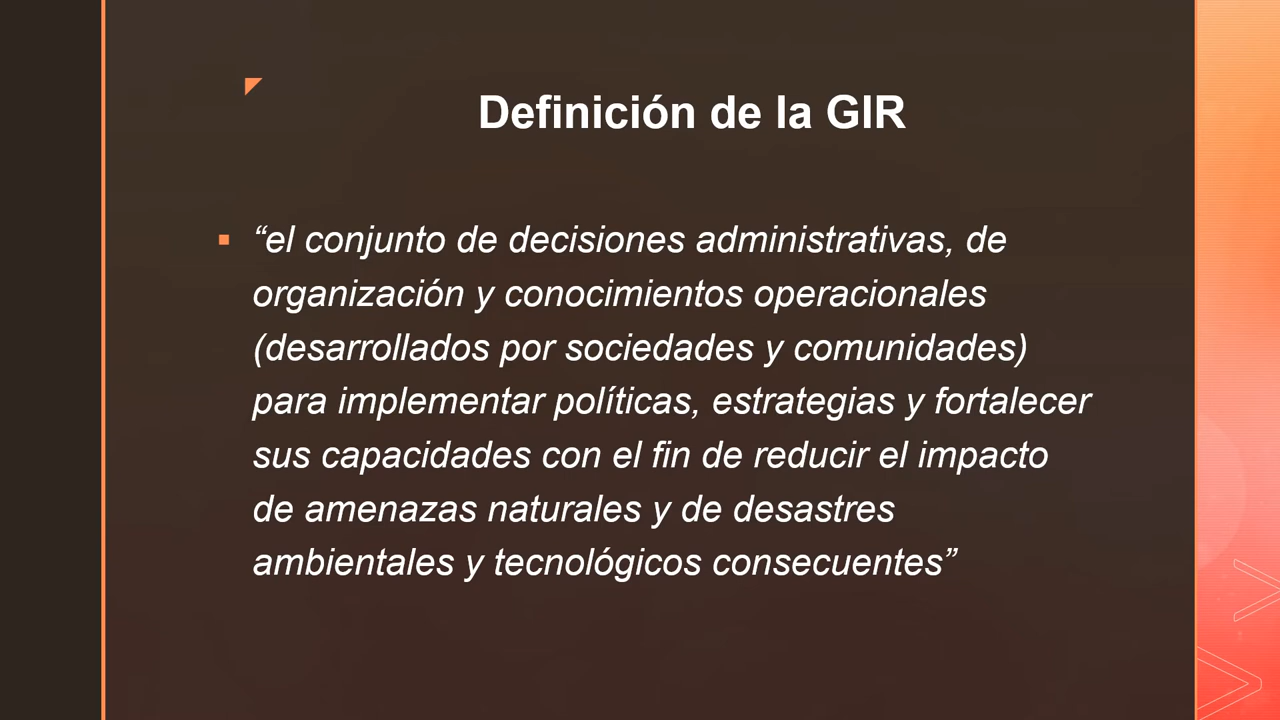 Definición de la GIR
“el conjunto de decisiones administrativas, de
organización y conocimientos operacionales
(desarrollados por sociedades y comunidades)
para implementar políticas, estrategias y fortalecer
sus capacidades con el fin de reducir el impacto
de amenazas naturales y de desastres
ambientales y tecnológicos consecuentes”